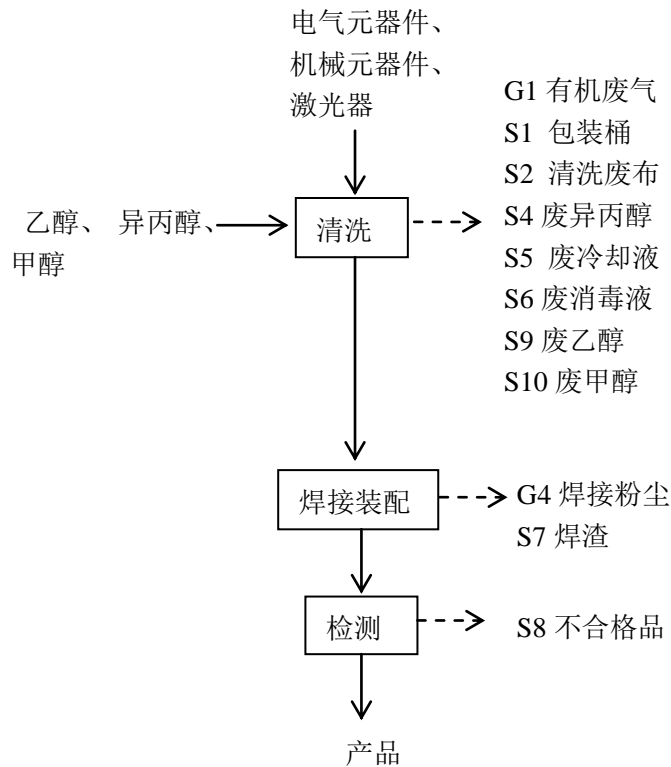 电气元器件、
机械元器件、
激光器
G1 有机废气
S1 包装桶
S2 清洗废布
S4 废异丙醇
S5 废冷却液
S6 废消毒液
S9 废乙醇
S10 废甲醇
乙醇、 异丙醇、
甲醇
清洗
焊接装配
G4 焊接粉尘
S7 焊渣
检测
S8 不合格品
产品